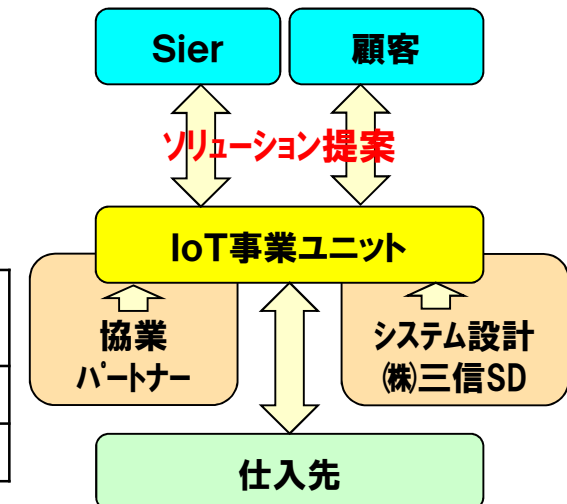 Sier
顧客
ソリューション提案
IoT事業ユニット
協業
パートナー
システム設計
㈱三信SD
仕入先